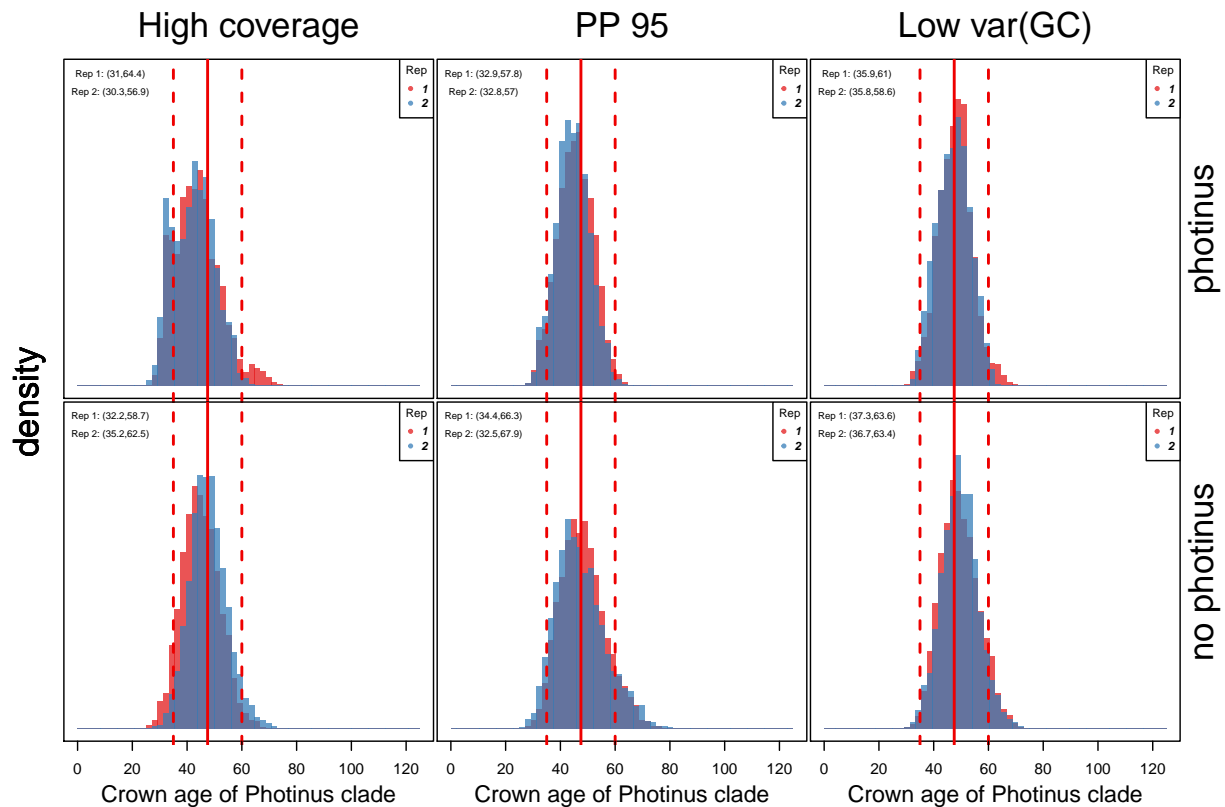 High coverage PP 95 Low var(GC)
Rep 1: (31,64.4)
Rep 2: (30.3,56.9)
Rep
1
2
Rep 1: (32.9,57.8)
Rep 2: (32.8,57)
Rep
1
2
Rep 1: (35.9,61)
Rep 2: (35.8,58.6)
Rep
1
2
photinus
density
Rep 1: (32.2,58.7)
Rep 2: (35.2,62.5)
Rep
1
2
Rep 1: (34.4,66.3)
Rep 2: (32.5,67.9)
Rep
1
2
Rep 1: (37.3,63.6)
Rep 2: (36.7,63.4)
Rep
1
2
no photinus
0 20 40 60 80 100 120
0 20 40 60 80 100 120
0 20 40 60 80 100 120
Crown age of Photinus clade
Crown age of Photinus clade
Crown age of Photinus clade